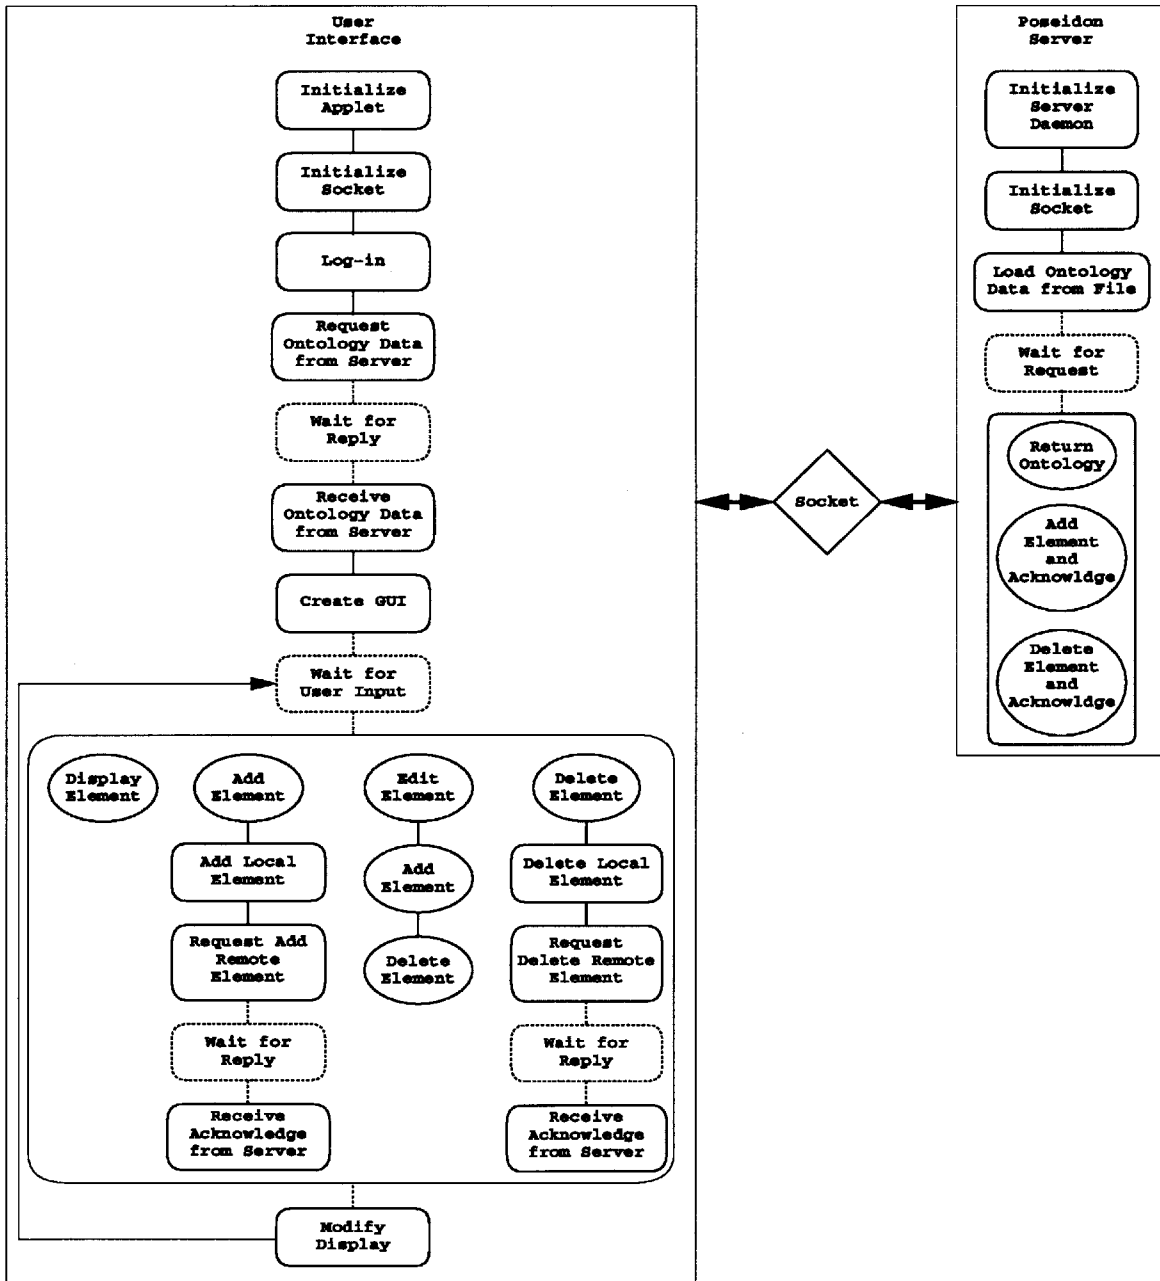 User
Interface
Initialize
Applet
Initialize
Socket
Log-in
Request
Ontology Data
from Server
Wait for
Reply
Receive
Ontology Data
from Server
Create GUI
Wait for
User Input
Display
Element
Add
Element
Add Local
Element
Request Add
Remote
Element
Wait for
Reply
Receive
Acknowledge
from Server
Edit
Element
Add
Element
Delete
Element
Delete
Element
Delete Local
Element
Request
Delete Remote
Element
Wait for
Reply
Receive
Acknowledge
from Server
Modify
Display
Socket
Poseidon
Server
Initialize
Server
Daemon
Initialize
Socket
Load Ontology
Data from File
Wait for
Request
Return
Ontology
Add
Element
and
Acknowldge
Delete
Element
and
Acknowldge